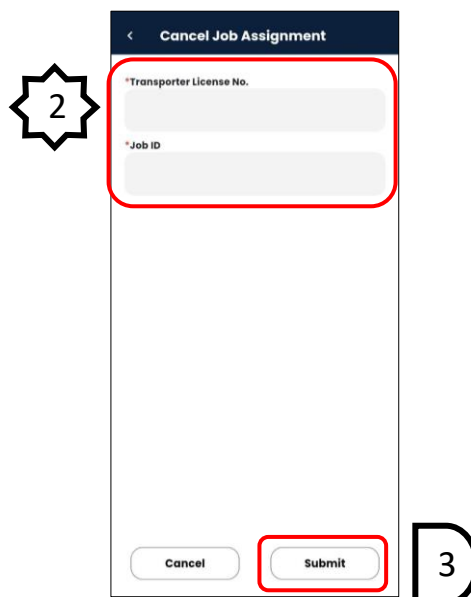 ‹ Cancel Job Assignment
*Transporter License No.
2
*Job ID
Cancel Submit
3